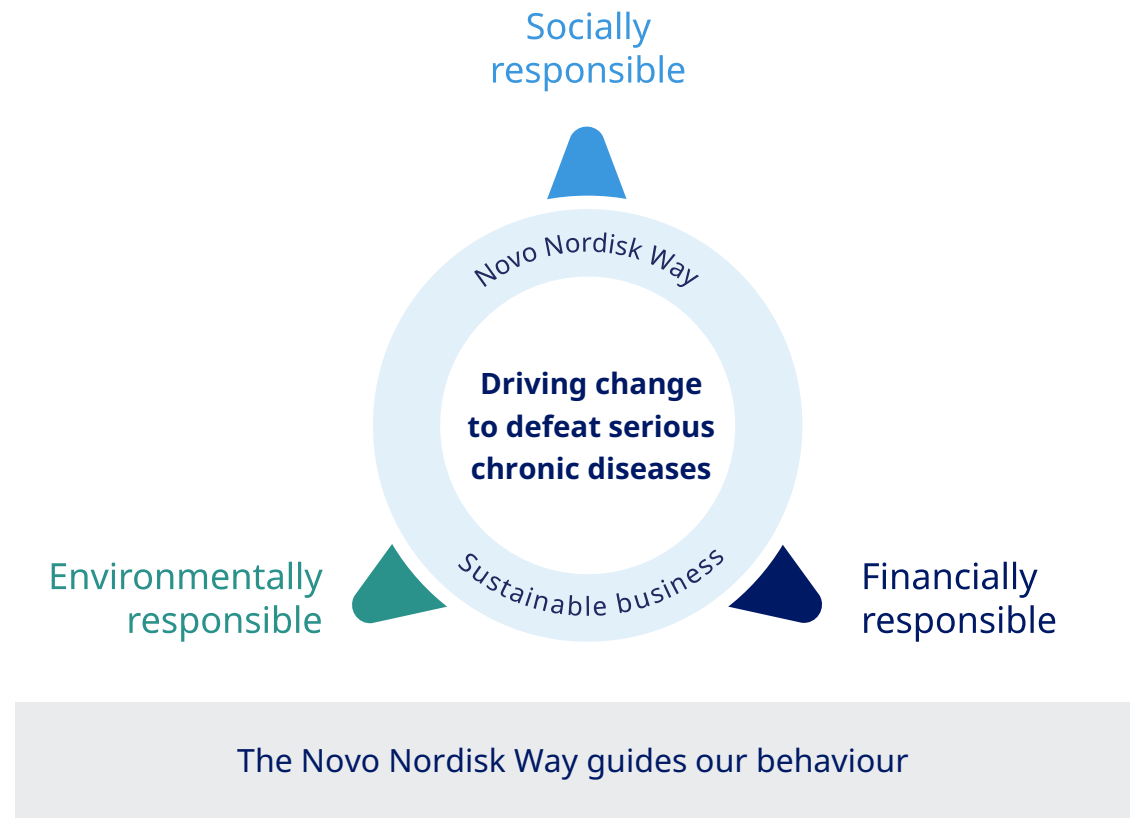 Socially
responsible
Novo Nordisk Way
Driving change
to defeat serious
chronic diseases
Sustainable business
Environmentally
responsible
Financially
responsible
The Novo Nordisk Way guides our behaviour